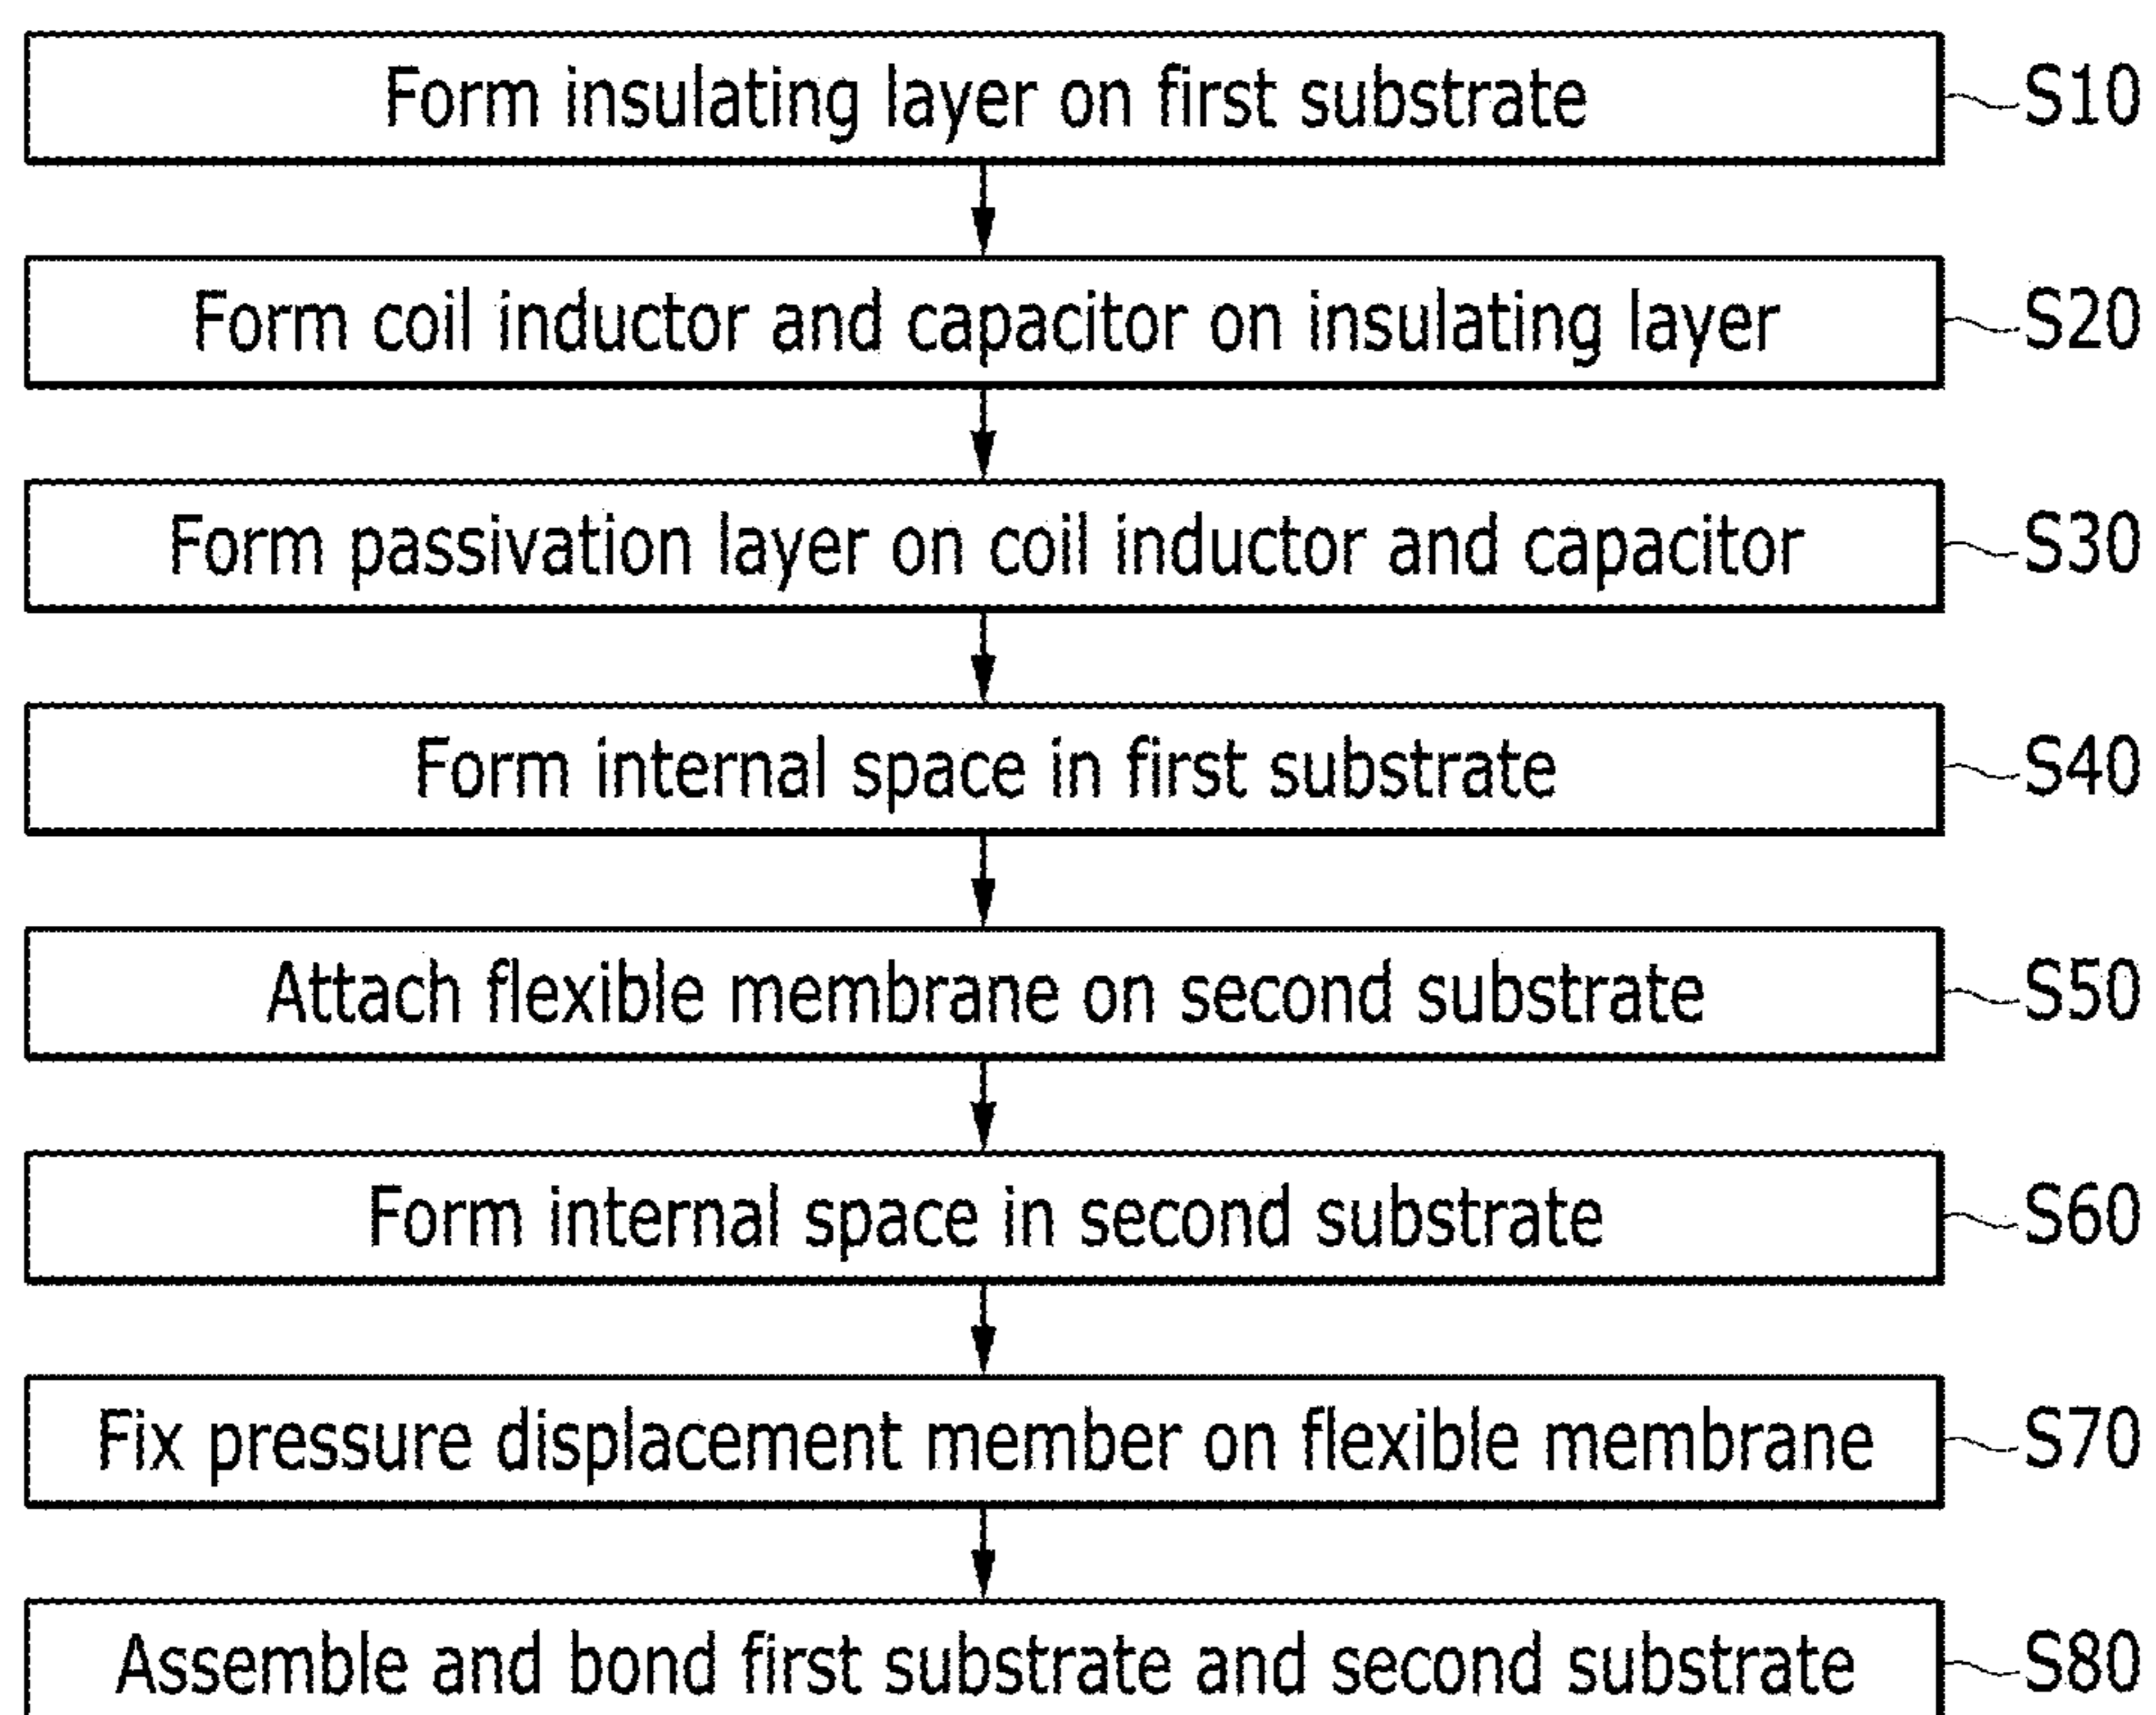 Form insulating layer on first substrate S10
Form coil inductor and capacitor on insulating layer S20
Form passivation layer on coil inductor and capacitor S30
Form internal space in first substrate S40
Attach flexible membrane on second substrate S50
Form internal space in second substrate S60
Fix pressure displacement member on flexible membrane S70
Assemble and bond first substrate and second substrate S80